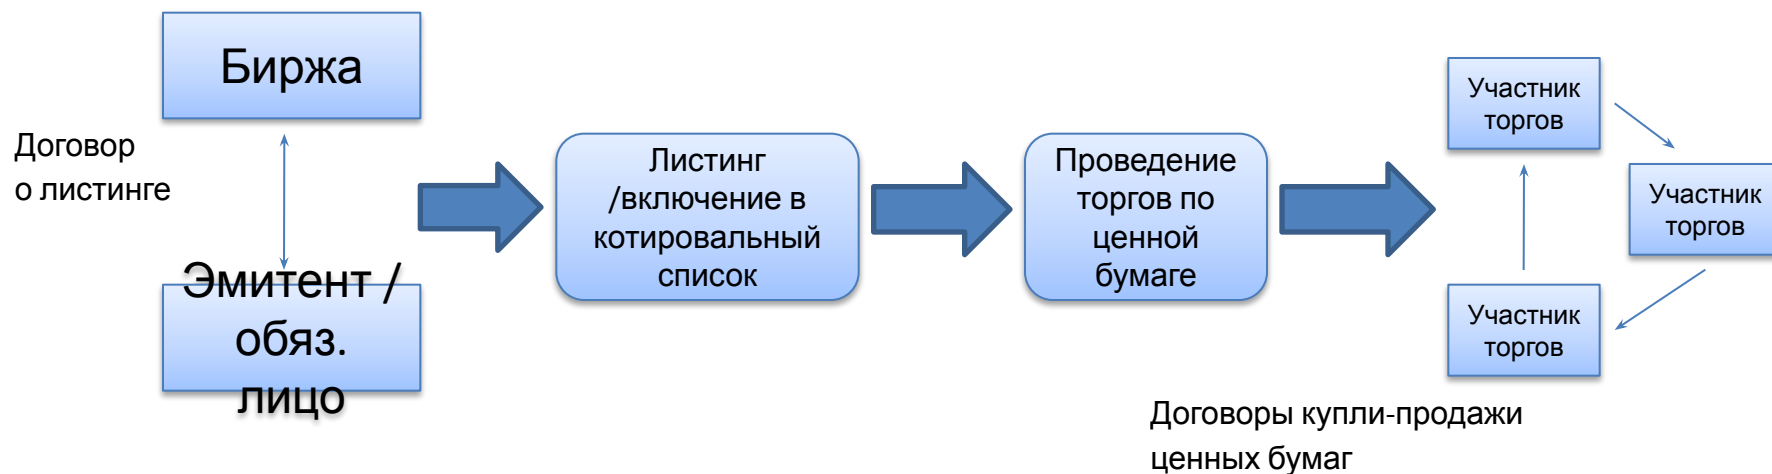 Биржа
Договор
о листинге
Эмитент /
обяз.
лицо
Листинг
/включение в
котировальный
список
Проведение
торгов по
ценной
бумаге
Участник
торгов
Участник
торгов
Участник
торгов
Договоры купли-продажи
ценных бумаг